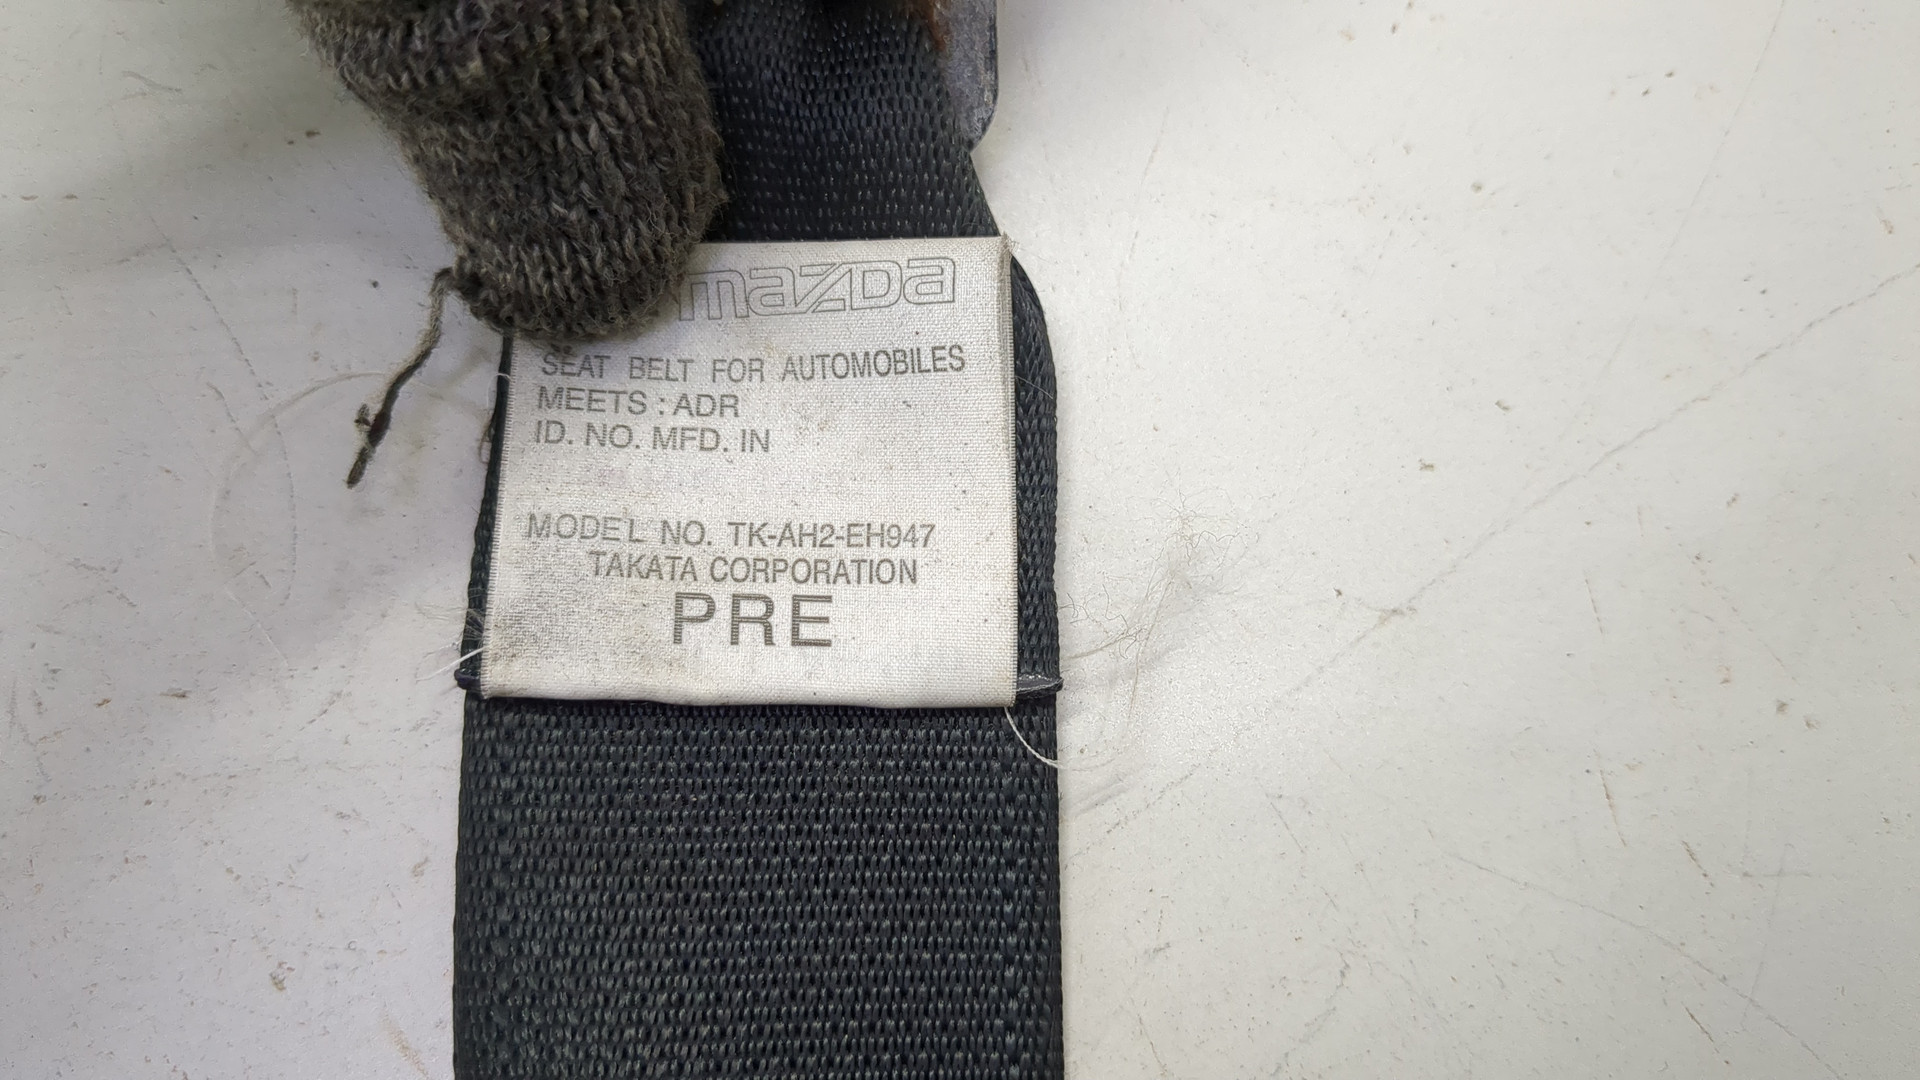 mazda
SEAT BELT FOR AUTOMOBILES
MEETS : ADR
ID. NO. MFD. IN
MODEL NO. TK-AH2-EH947
TAKATA CORPORATION
PRE